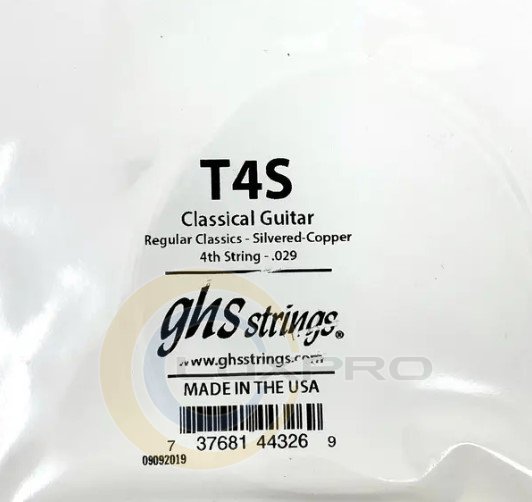 T4S
Classical Guitar
Regular Classics - Silvered-Copper
4th String - .029
ghs strings®
www.ghsstrings.com
MADE IN THE USA
7 37681 44326 9
09092019